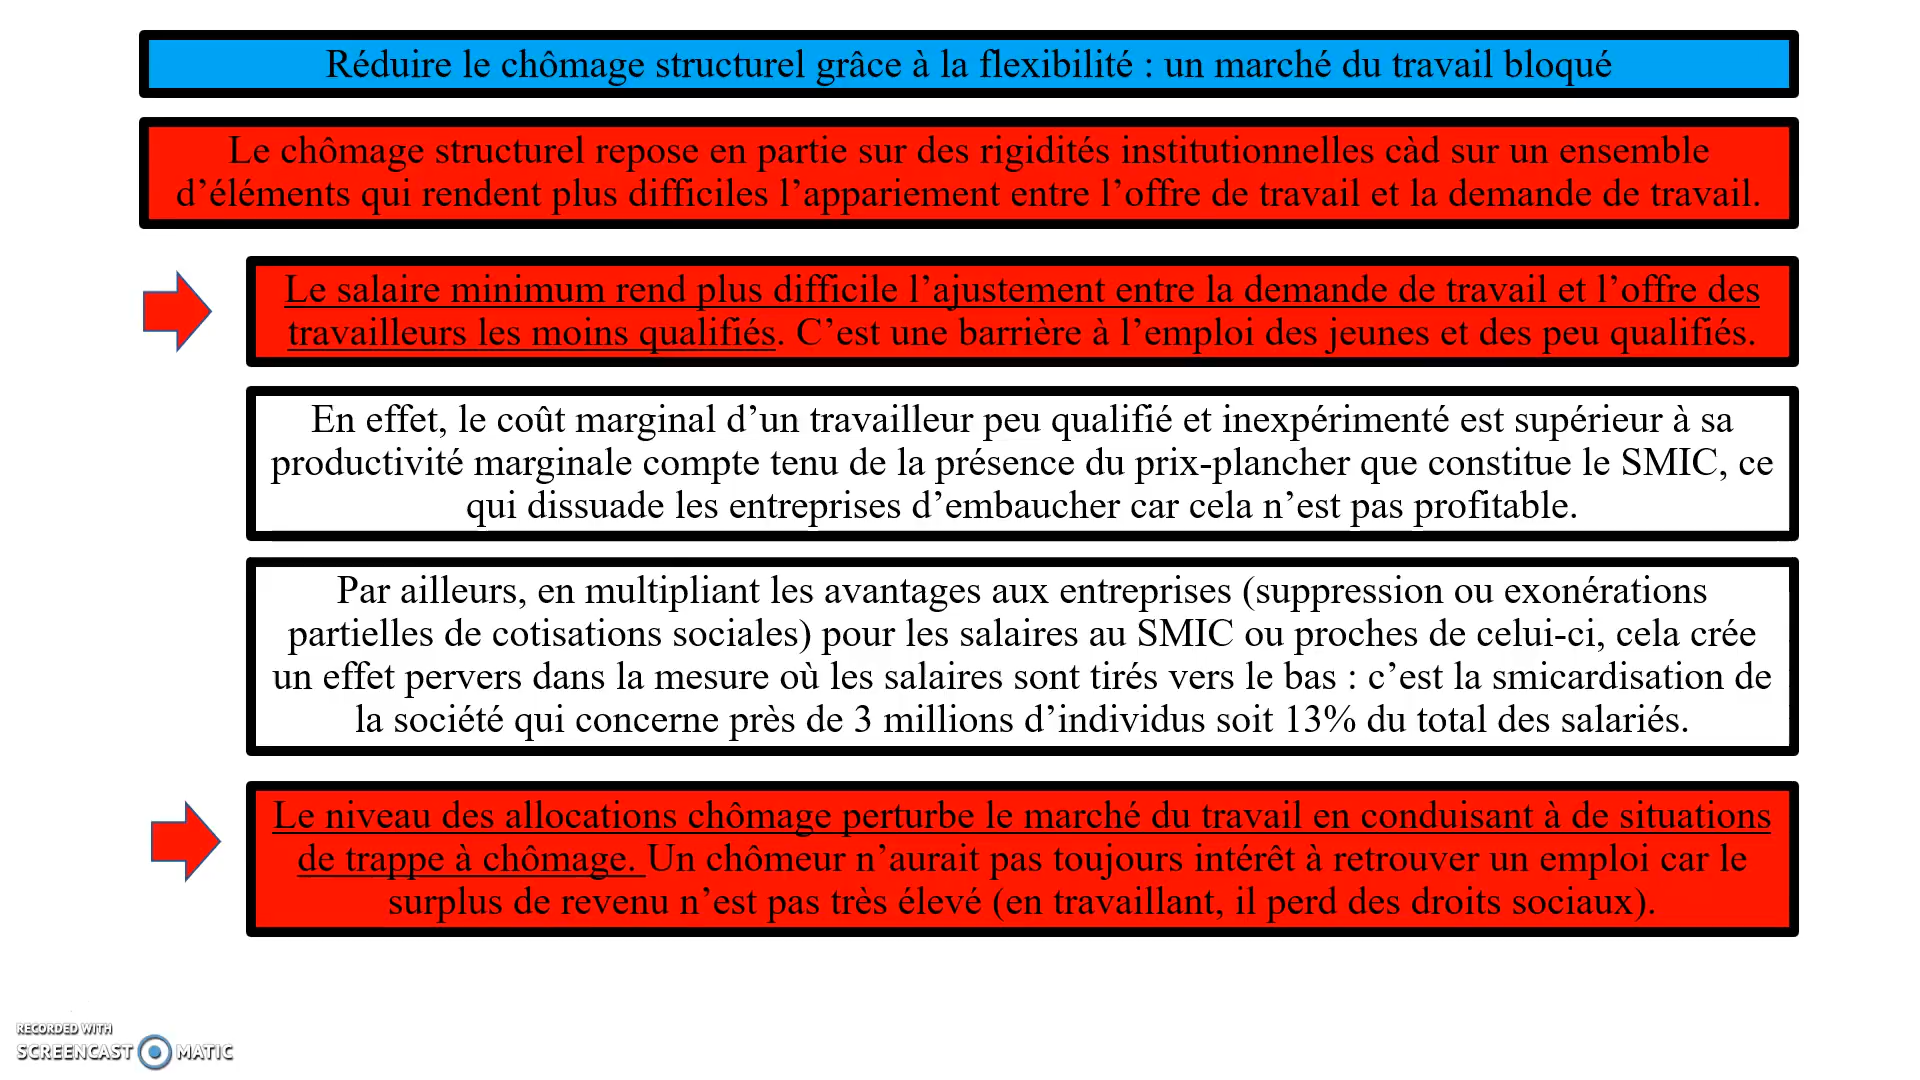 Réduire le chômage structurel grâce à la flexibilité : un marché du travail bloqué
Le chômage structurel repose en partie sur des rigidités institutionnelles càd sur un ensemble
d’éléments qui rendent plus difficiles l’appariement entre l’offre de travail et la demande de travail.
Le salaire minimum rend plus difficile l’ajustement entre la demande de travail et l’offre des
travailleurs les moins qualifiés. C’est une barrière à l’emploi des jeunes et des peu qualifiés.
En effet, le coût marginal d’un travailleur peu qualifié et inexpérimenté est supérieur à sa
productivité marginale compte tenu de la présence du prix-plancher que constitue le SMIC, ce
qui dissuade les entreprises d’embaucher car cela n’est pas profitable.
Par ailleurs, en multipliant les avantages aux entreprises (suppression ou exonérations
partielles de cotisations sociales) pour les salaires au SMIC ou proches de celui-ci, cela crée
un effet pervers dans la mesure où les salaires sont tirés vers le bas : c’est la smicardisation de
la société qui concerne près de 3 millions d’individus soit 13% du total des salariés.
Le niveau des allocations chômage perturbe le marché du travail en conduisant à de situations
de trappe à chômage. Un chômeur n’aurait pas toujours intérêt à retrouver un emploi car le
surplus de revenu n’est pas très élevé (en travaillant, il perd des droits sociaux).
RECORDED WITH
SCREENCAST MATIC